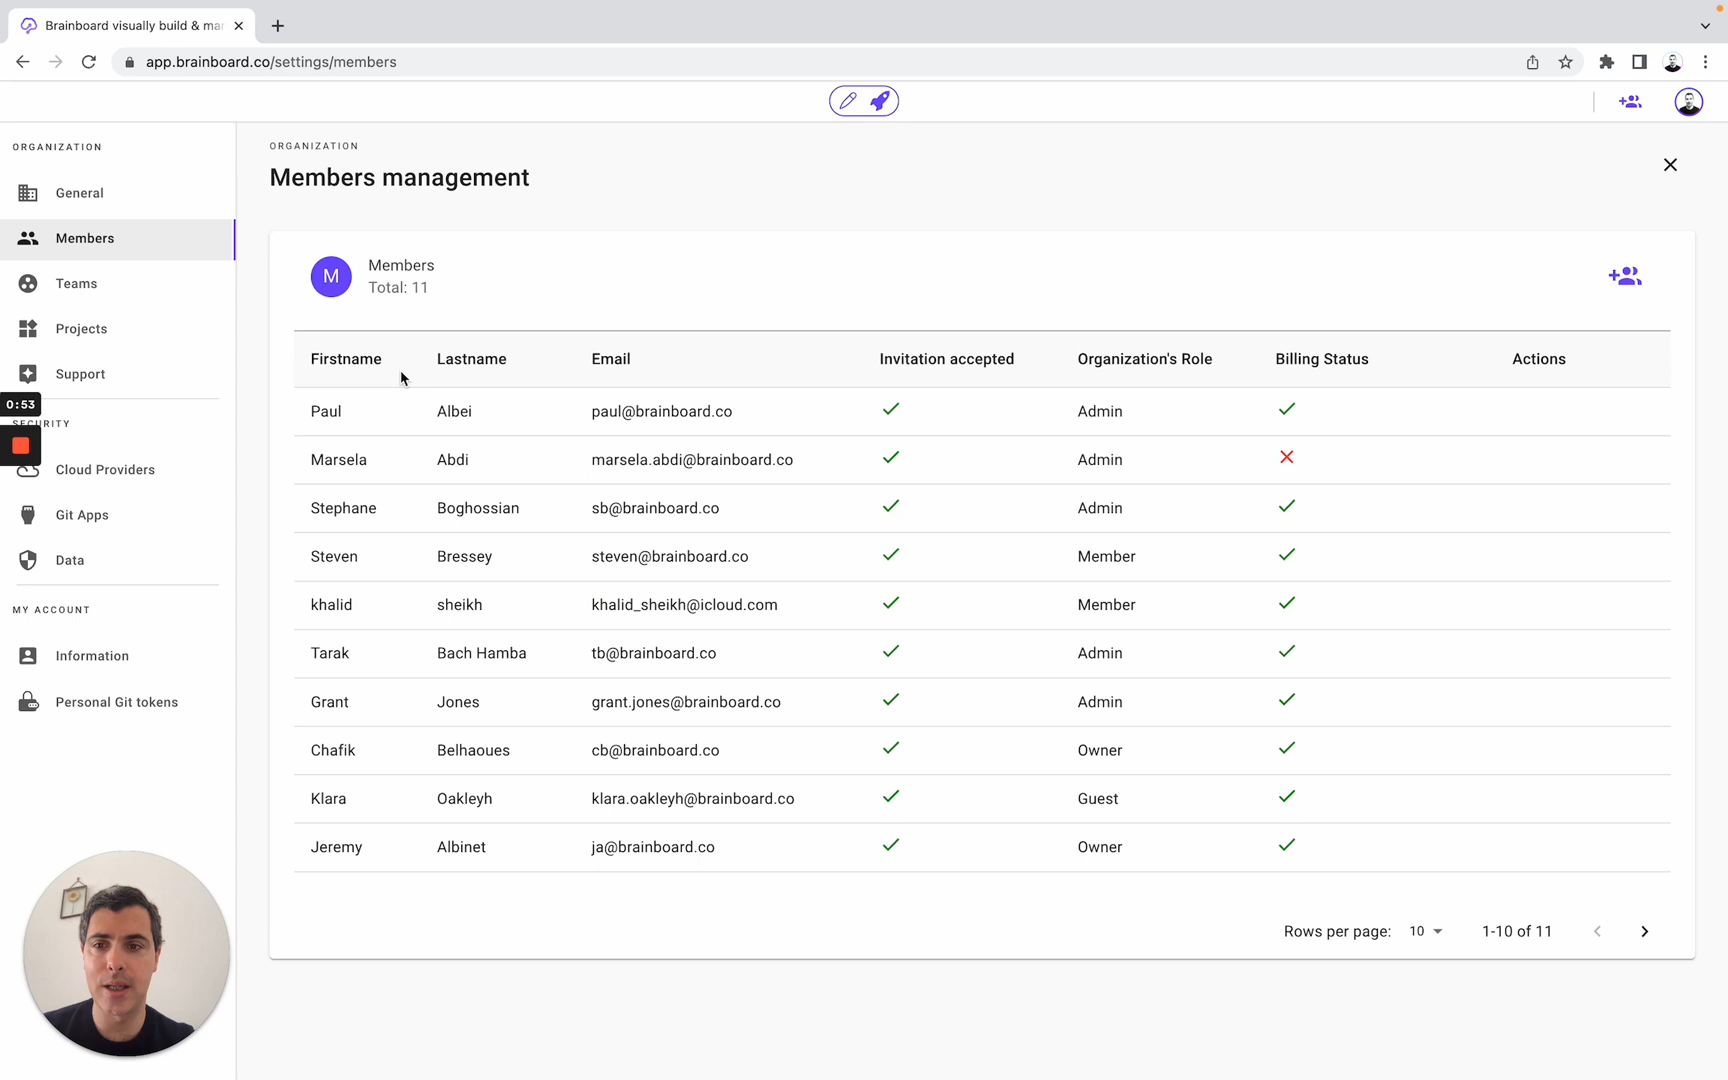 Brainboard visually build & ma
app.brainboard.co/settings/members
ORGANIZATION
General
Members
Teams
Projects
Support
0:53
SECURITY
Cloud Providers
Git Apps
Data
MY ACCOUNT
Information
Personal Git tokens
ORGANIZATION
Members management
M
Members
Total: 11
Firstname Lastname Email Invitation accepted Organization's Role Billing Status Actions
Paul Albei paul@brainboard.co Admin
Marsela Abdi marsela.abdi@brainboard.co Admin
Stephane Boghossian sb@brainboard.co Admin
Steven Bressey steven@brainboard.co Member
khalid sheikh khalid_sheikh@icloud.com Member
Tarak Bach Hamba tb@brainboard.co Admin
Grant Jones grant.jones@brainboard.co Admin
Chafik Belhaoues cb@brainboard.co Owner
Klara Oakleyh klara.oakleyh@brainboard.co Guest
Jeremy Albinet ja@brainboard.co Owner
Rows per page: 10 1-10 of 11